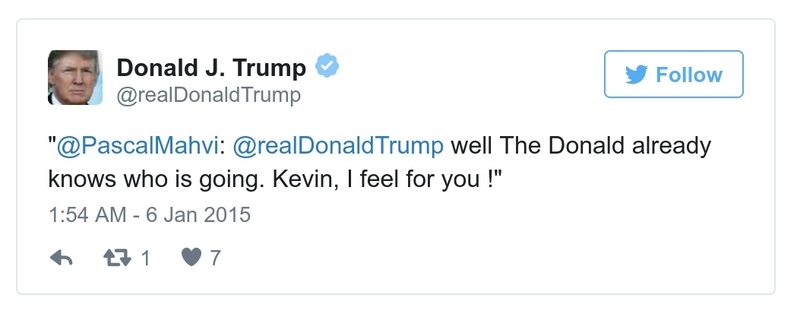 Donald J. Trump
@realDonaldTrump
Follow
"@PascalMahvi: @realDonaldTrump well The Donald already
knows who is going. Kevin, I feel for you !"
1:54 AM - 6 Jan 2015
1 7